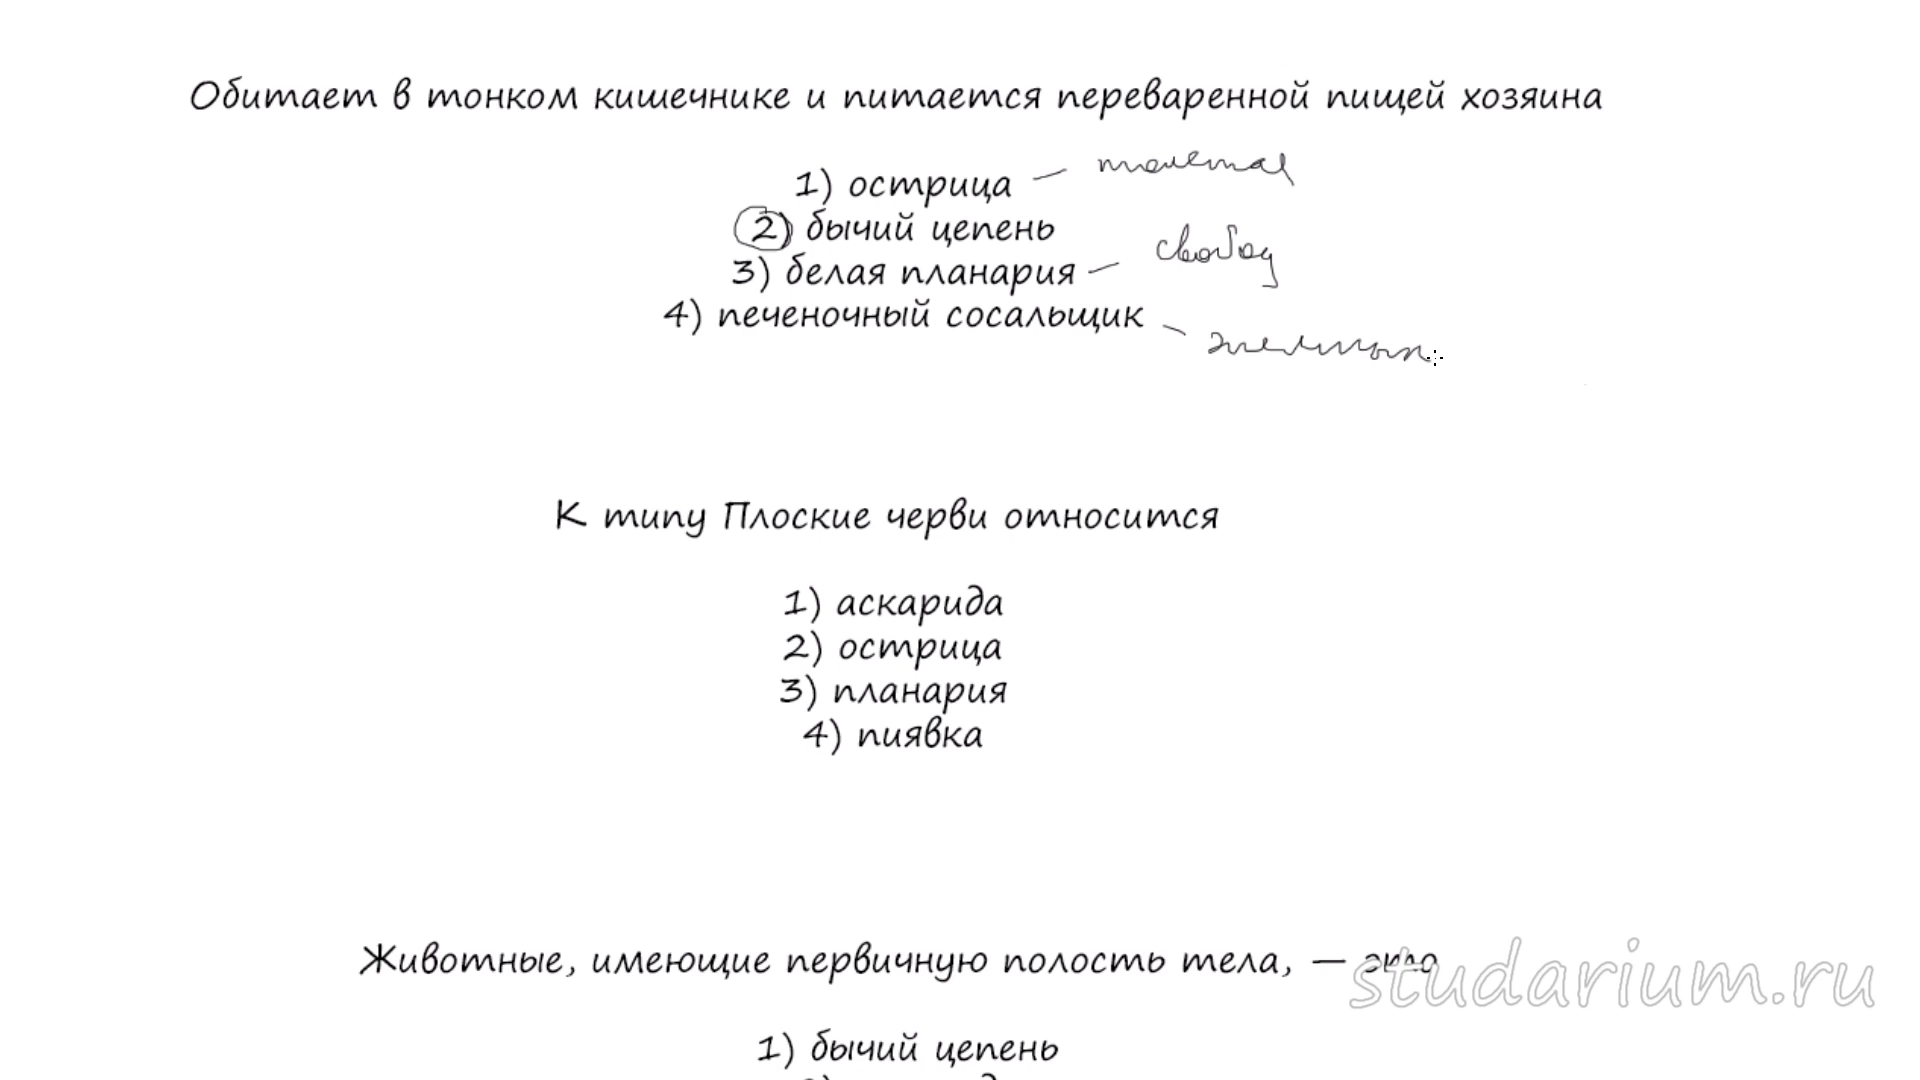 Обитает в тонком кишечнике и питается переваренной пищей хозяина
1) острица –
2) бычий цепень
3) белая планария – свобод
4) печеночный сосальщик –
К типу Плоские черви относится
1) аскарида
2) острица
3) планария
4) пиявка
Животные, имеющие первичную полость тела, — это
studarium.ru
1) бычий цепень